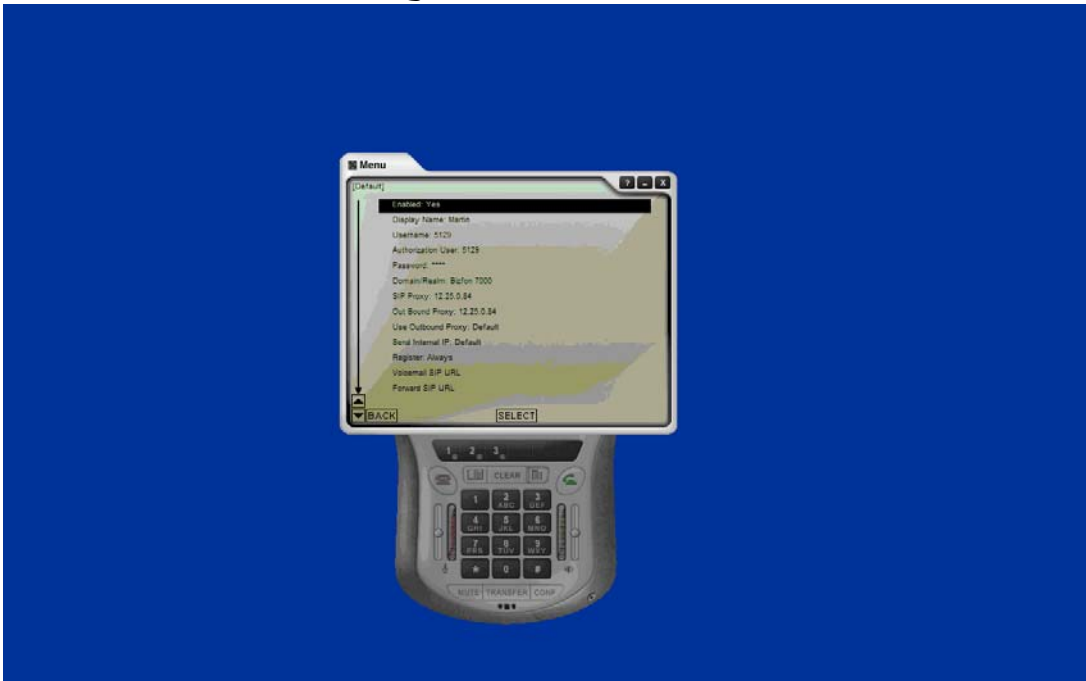 Menu
? - X
[Default]
Enabled: Yes
Display Name: Martin
Username: 5129
Authorization User: 5129
Password: ****
Domain/Realm: Bizfon 7000
SIP Proxy: 12.25.0.84
Out Bound Proxy: 12.25.0.84
Use Outbound Proxy: Default
Send Internal IP: Default
Register: Always
Voicemail SIP URL
Forward SIP URL
BACK SELECT
1 2 3
CLEAR
1 2 ABC 3 DEF
4 GHI 5 JKL 6 MNO
7 PRS 8 TUV 9 WXY
* 0 #
MUTE TRANSFER CONF